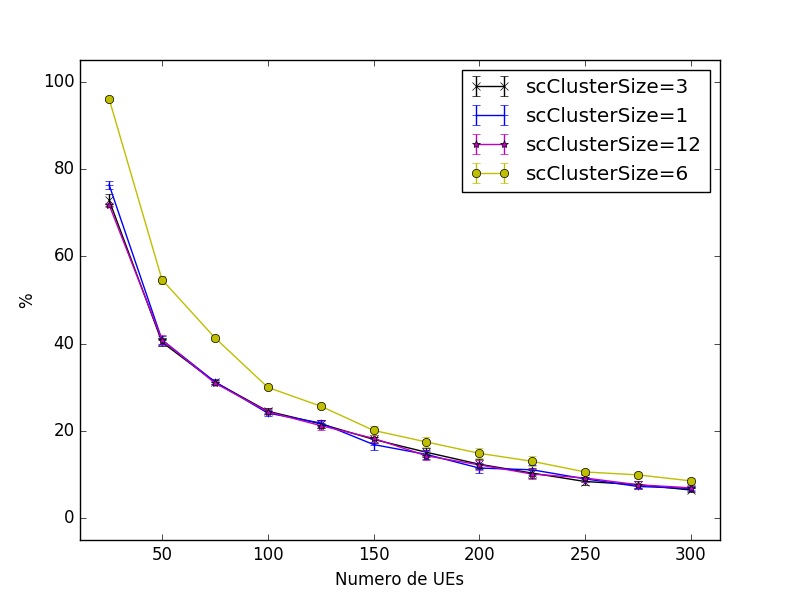 100
80
60
40
20
0
%
scClusterSize=3
scClusterSize=1
scClusterSize=12
scClusterSize=6
50 100 150 200 250 300
Numero de UEs